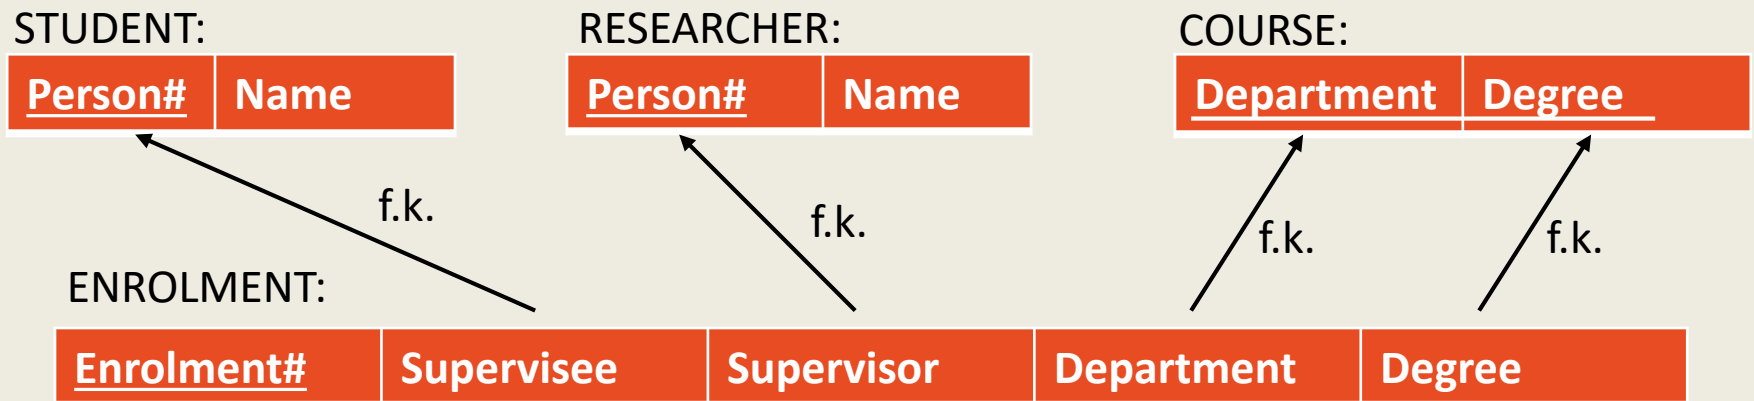 STUDENT: RESEARCHER: COURSE:
Person# Name Person# Name Department Degree
f.k. f.k. f.k. f.k.
ENROLMENT:
Enrolment# Supervisee Supervisor Department Degree